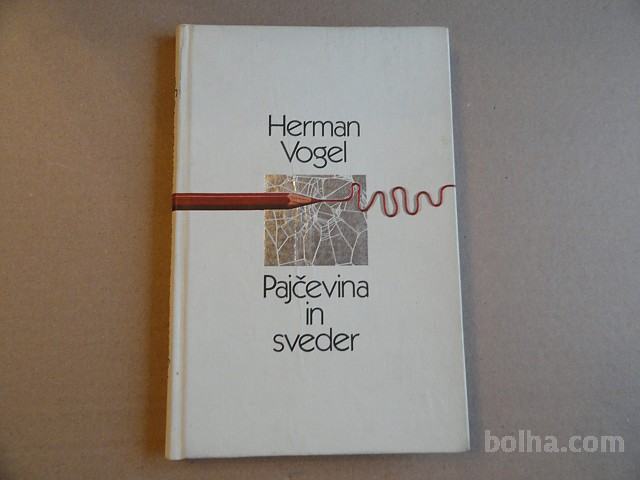 Herman
Vogel
Pajčevina
in
sveder
bolha.com